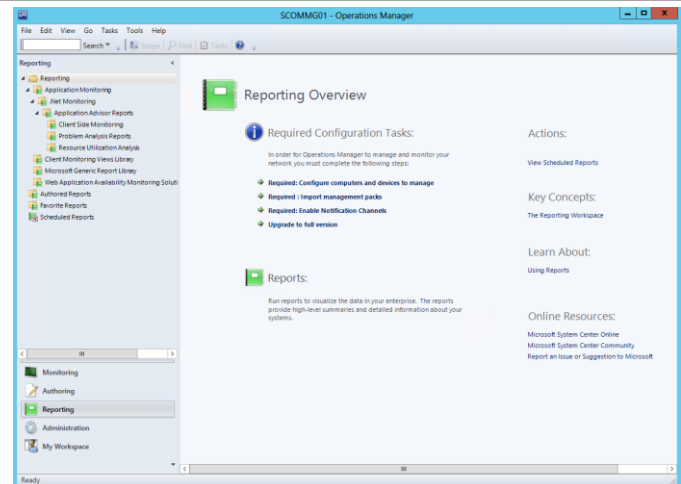 SCOMMG01 - Operations Manager
File Edit View Go Tasks Tools Help
Search Scope Find Tasks
Reporting
Reporting
Application Monitoring
.Net Monitoring
Application Advisor Reports
Client Side Monitoring
Problem Analysis Reports
Resource Utilization Analysis
Client Monitoring Views Library
Microsoft Generic Report Library
Web Application Availability Monitoring Soluti
Authored Reports
Favorite Reports
Scheduled Reports
Monitoring
Authoring
Reporting
Administration
My Workspace
Ready
Reporting Overview
Required Configuration Tasks:
In order for Operations Manager to manage and monitor your
network you must complete the following steps:
Required: Configure computers and devices to manage
Required : Import management packs
Required: Enable Notification Channels
Upgrade to full version
Reports:
Run reports to visualize the data in your enterprise. The reports
provide high-level summaries and detailed information about your
systems.
Actions:
View Scheduled Reports
Key Concepts:
The Reporting Workspace
Learn About:
Using Reports
Online Resources:
Microsoft System Center Online
Microsoft System Center Community
Report an Issue or Suggestion to Microsoft